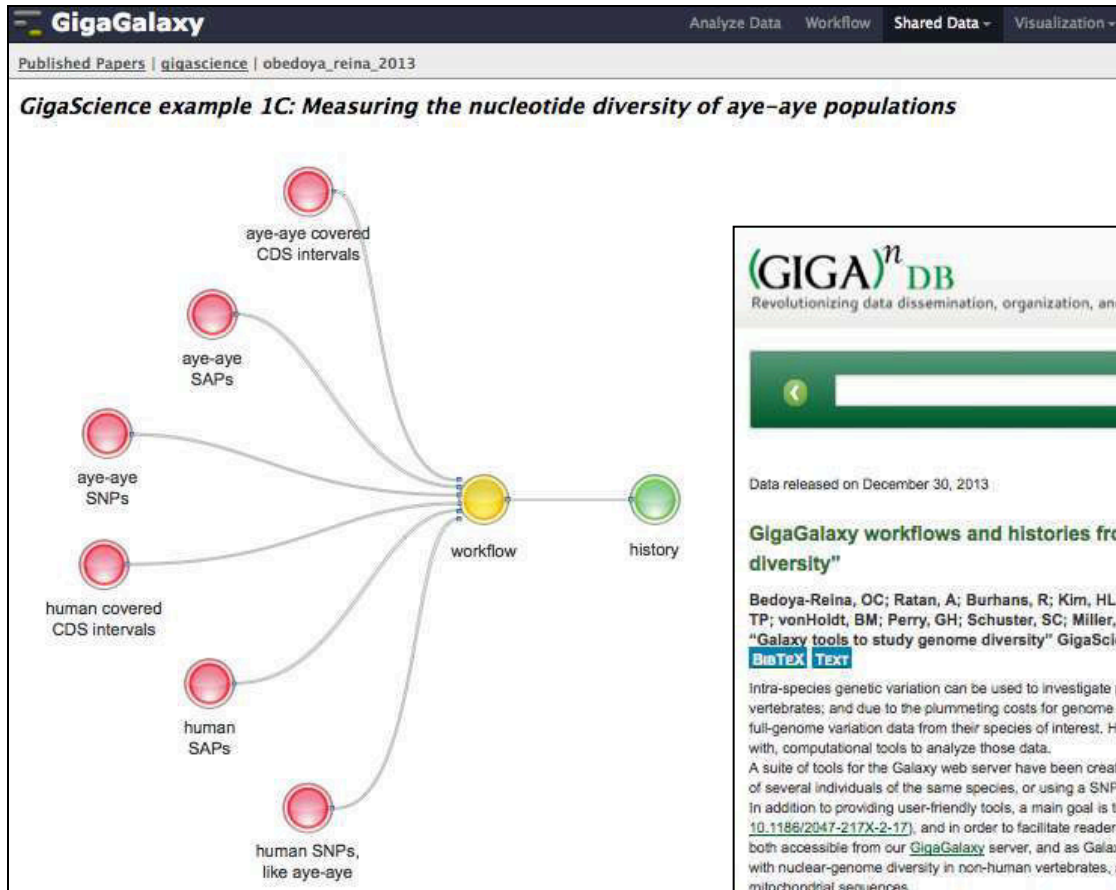 GigaGalaxy
Analyze Data Workflow Shared Data Visualization
Published Papers | gigascience | obedoya_reina_2013
GigaScience example 1C: Measuring the nucleotide diversity of aye-aye populations
aye-aye covered
CDS intervals
aye-aye
SAPs
aye-aye
SNPs
human covered
CDS intervals
human
SAPs
human SNPs,
like aye-aye
workflow
history
(GIGA)n DB
Revolutionizing data dissemination, organization, an
Data released on December 30, 2013
GigaGalaxy workflows and histories fro
diversity"
Bedoya-Reina, OC; Ratan, A; Burhans, R; Kim, HL
TP; vonHoldt, BM; Perry, GH; Schuster, SC; Miller,
"Galaxy tools to study genome diversity" GigaSci
BIBTEX TEXT
Intra-species genetic variation can be used to investigate
vertebrates; and due to the plummeting costs for genome
full-genome variation data from their species of interest. H
with, computational tools to analyze those data.
A suite of tools for the Galaxy web server have been crea
of several individuals of the same species, or using a SNP
In addition to providing user-friendly tools, a main goal is t
10.1186/2047-217X-2-17), and in order to facilitate reader
both accessible from our GigaGalaxy server, and as Gala
with nuclear-genome diversity in non-human vertebrates,
mitochondrial sequences.